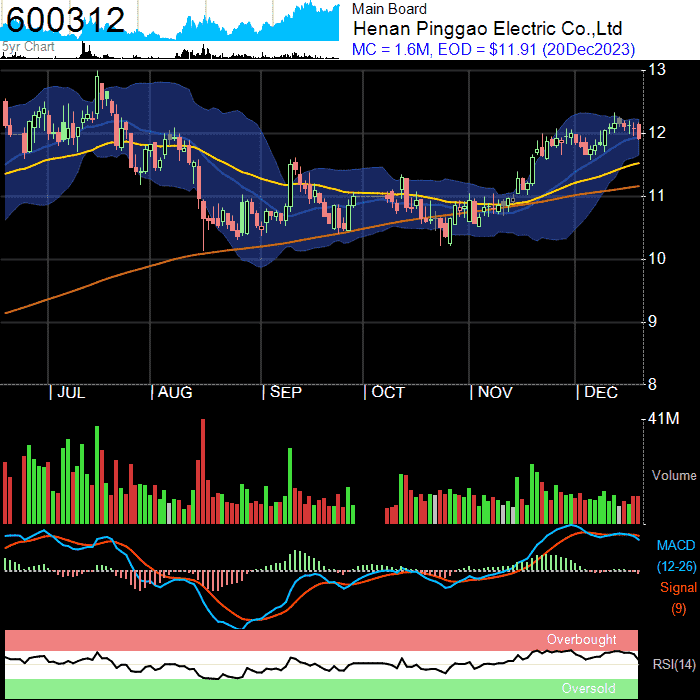 600312
5yr Chart
Main Board
Henan Pinggao Electric Co.,Ltd
MC = 1.6M, EOD = $11.91 (20Dec2023)
13
12
11
10
9
8
JUL
AUG
SEP
OCT
NOV
DEC
41M
Volume
MACD
(12-26)
Signal
(9)
Overbought
RSI(14)
Oversold